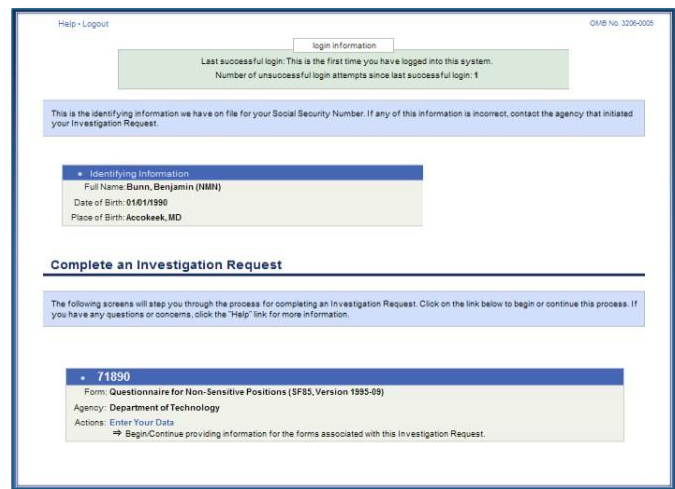 Help - Logout
OMB No: 3206-0005
login information
Last successful login: This is the first time you have logged into this system.
Number of unsuccessful login attempts since last successful login: 1
This is the identifying information we have on file for your Social Security Number. If any of this information is incorrect, contact the agency that initiated
your Investigation Request.
• Identifying Information
Full Name: Bunn, Benjamin (NMN)
Date of Birth: 01/01/1990
Place of Birth: Accokeek, MD
Complete an Investigation Request
The following screens will step you through the process for completing an Investigation Request. Click on the link below to begin or continue this process. If
you have any questions or concerns, click the "Help" link for more information.
• 71890
Form: Questionnaire for Non-Sensitive Positions (SF85, Version 1995-09)
Agency: Department of Technology
Actions: Enter Your Data
⇒ Begin/Continue providing information for the forms associated with this Investigation Request.